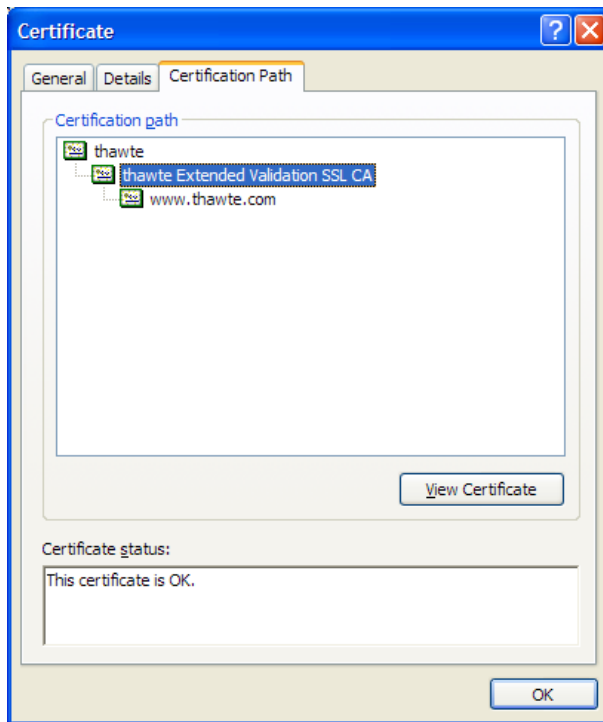 Certificate
General Details Certification Path
Certification path
thawte
thawte Extended Validation SSL CA
www.thawte.com
View Certificate
Certificate status:
This certificate is OK.
OK